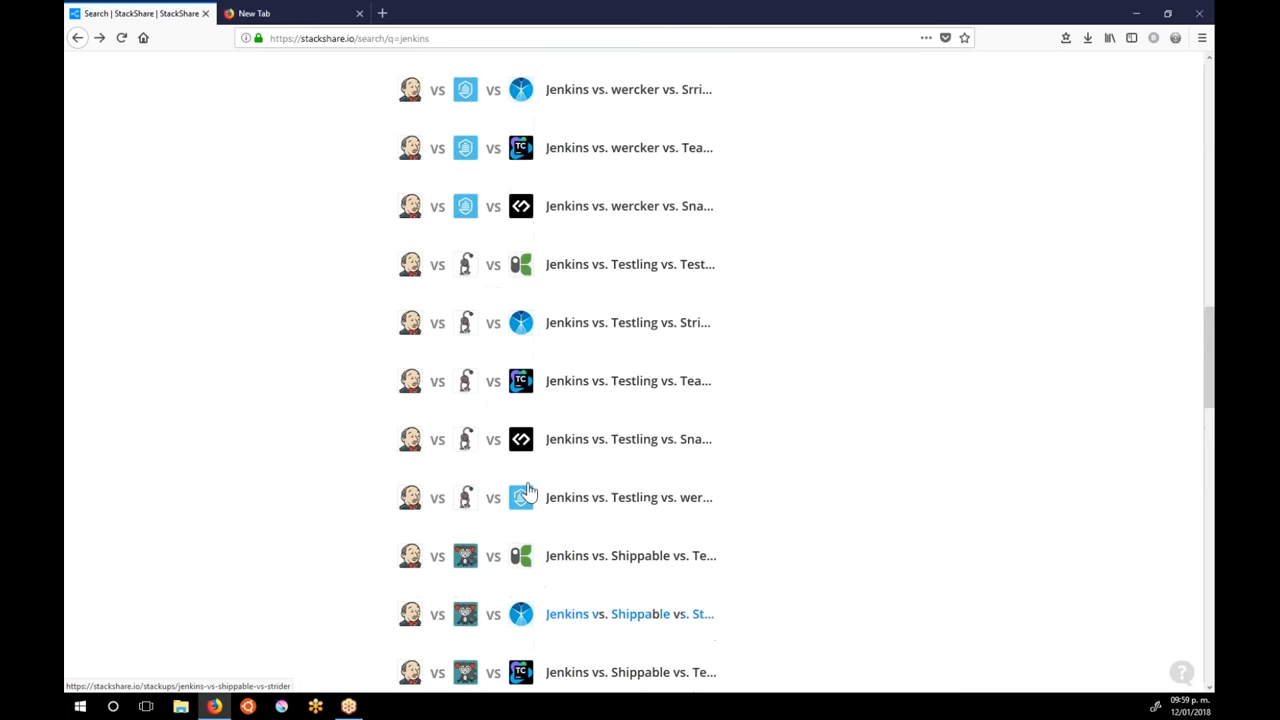 Search | StackShare | StackShare
New Tab
https://stackshare.io/search/q=jenkins
VS VS Jenkins vs. wercker vs. Srri...
VS VS TC Jenkins vs. wercker vs. Tea...
VS VS Jenkins vs. wercker vs. Sna...
VS VS Jenkins vs. Testling vs. Test...
VS VS Jenkins vs. Testling vs. Stri...
VS VS TC Jenkins vs. Testling vs. Tea...
VS VS Jenkins vs. Testling vs. Sna...
VS VS Jenkins vs. Testling vs. wer...
VS VS Jenkins vs. Shippable vs. Te...
VS VS Jenkins vs. Shippable vs. St...
VS VS TC Jenkins vs. Shippable vs. Te...
https://stackshare.io/stackups/jenkins-vs-shippable-vs-strider
09:59 p. m.
12/01/2018